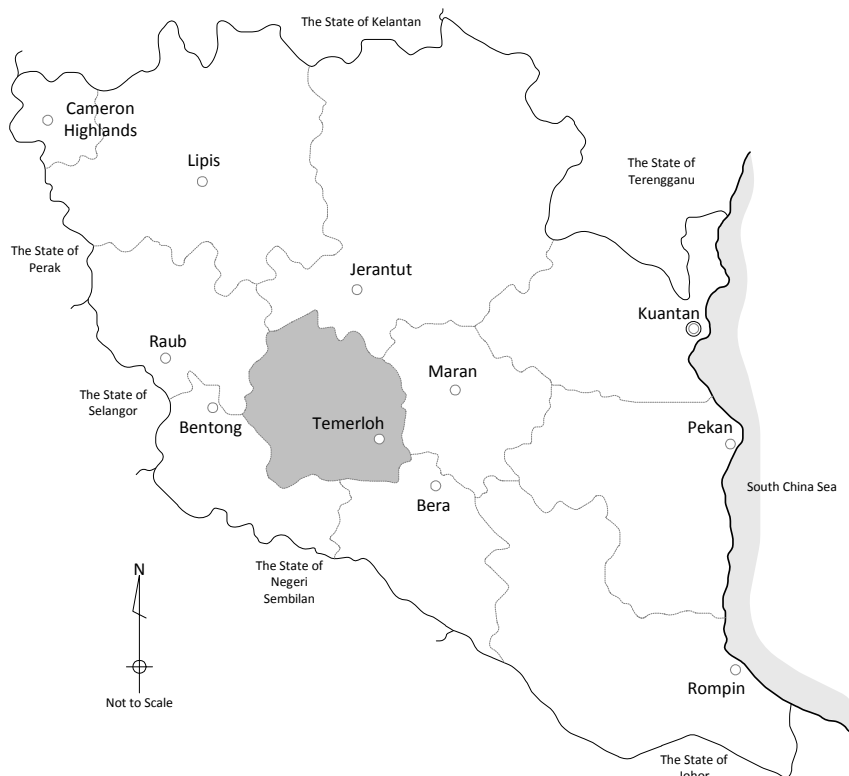 The State of Kelantan
Cameron
Highlands
Lipis
The State of
Terengganu
The State of
Perak
Jerantut
Kuantan
Raub
Maran
The State of
Selangor
Bentong
Temerloh
Pekan
South China Sea
Bera
The State of
Negeri
Sembilan
N
Not to Scale
Rompin
The State of
Johor